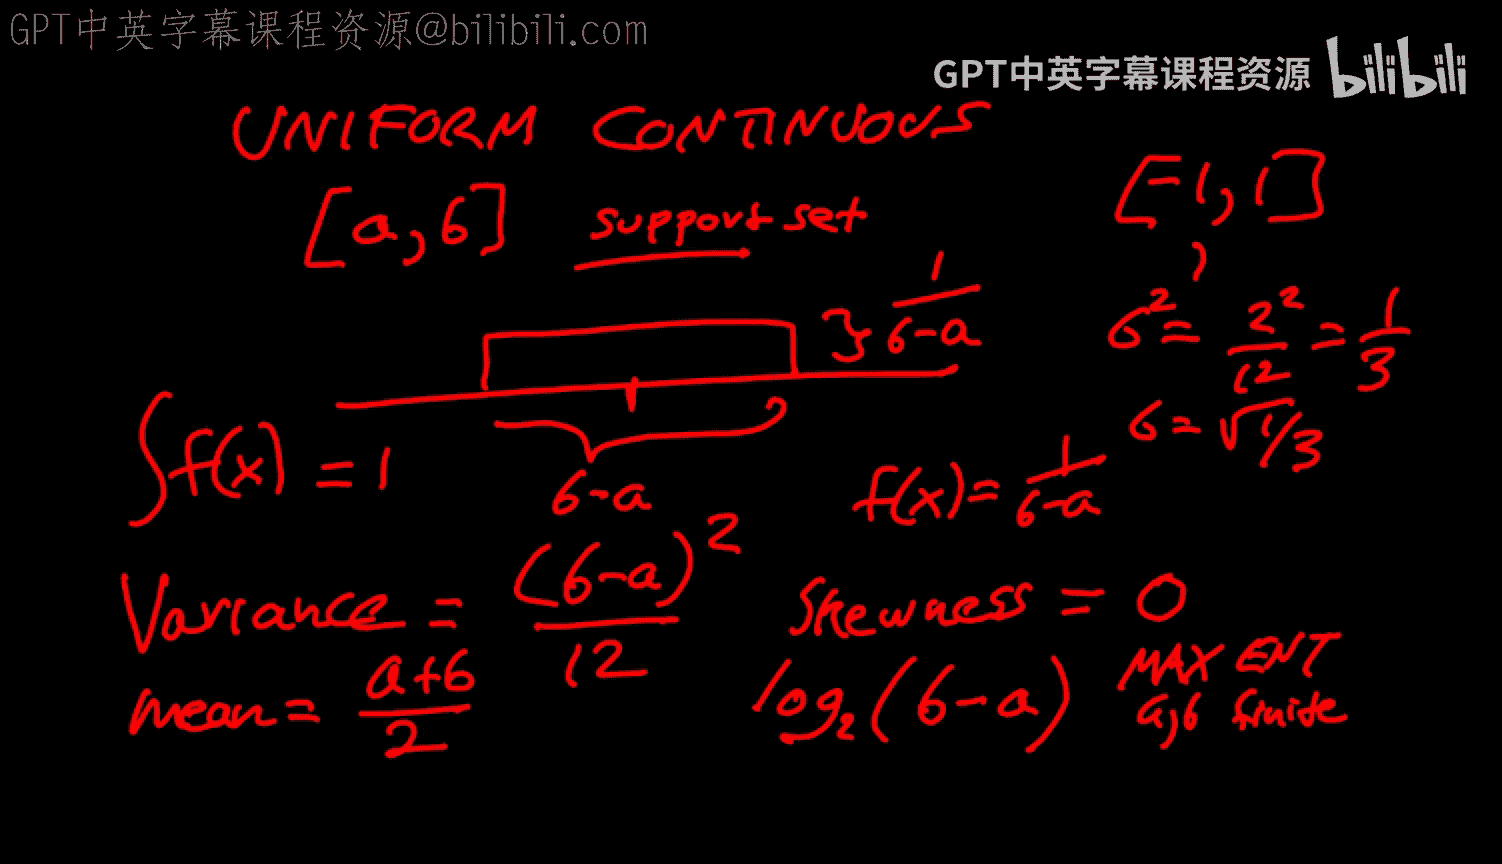 GPT中英字幕课程资源@bilibili.com
GPT中英字幕课程资源 bilibili
UNIFORM CONTINUOUS
[a,b] support set
[-1,1]
,
} 1/(b-a)
σ² = 2²/12 = 1/3
σ = √1/3
∫f(x) = 1
b-a
f(x) = 1/(b-a)
Variance = (b-a)²/12
Skewness = 0
mean = (a+b)/2
log₂(b-a)
MAX ENT
a,b finite